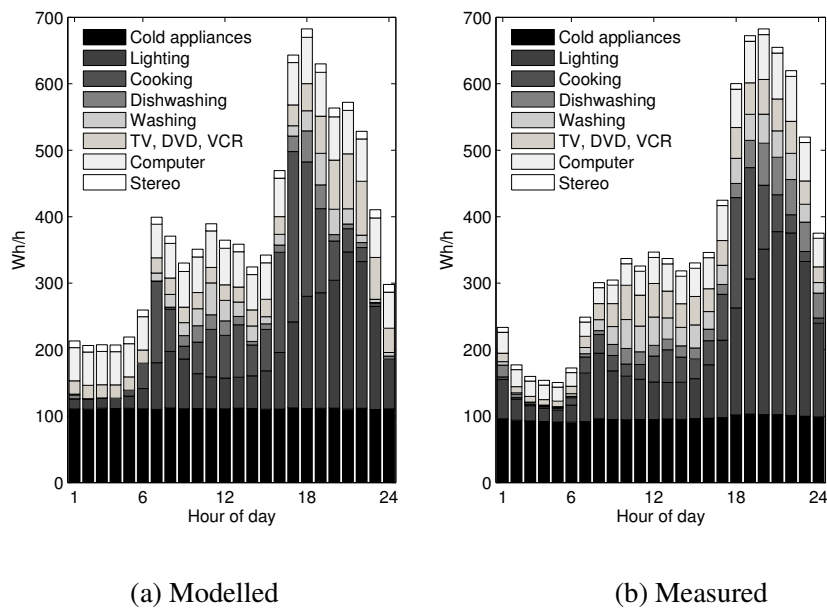 700
600
500
400
300
200
100
0
Wh/h
Cold appliances
Lighting
Cooking
Dishwashing
Washing
TV, DVD, VCR
Computer
Stereo
1 6 12 18 24
Hour of day
(a) Modelled
700
600
500
400
300
200
100
0
Wh/h
Cold appliances
Lighting
Cooking
Dishwashing
Washing
TV, DVD, VCR
Computer
Stereo
1 6 12 18 24
Hour of day
(b) Measured